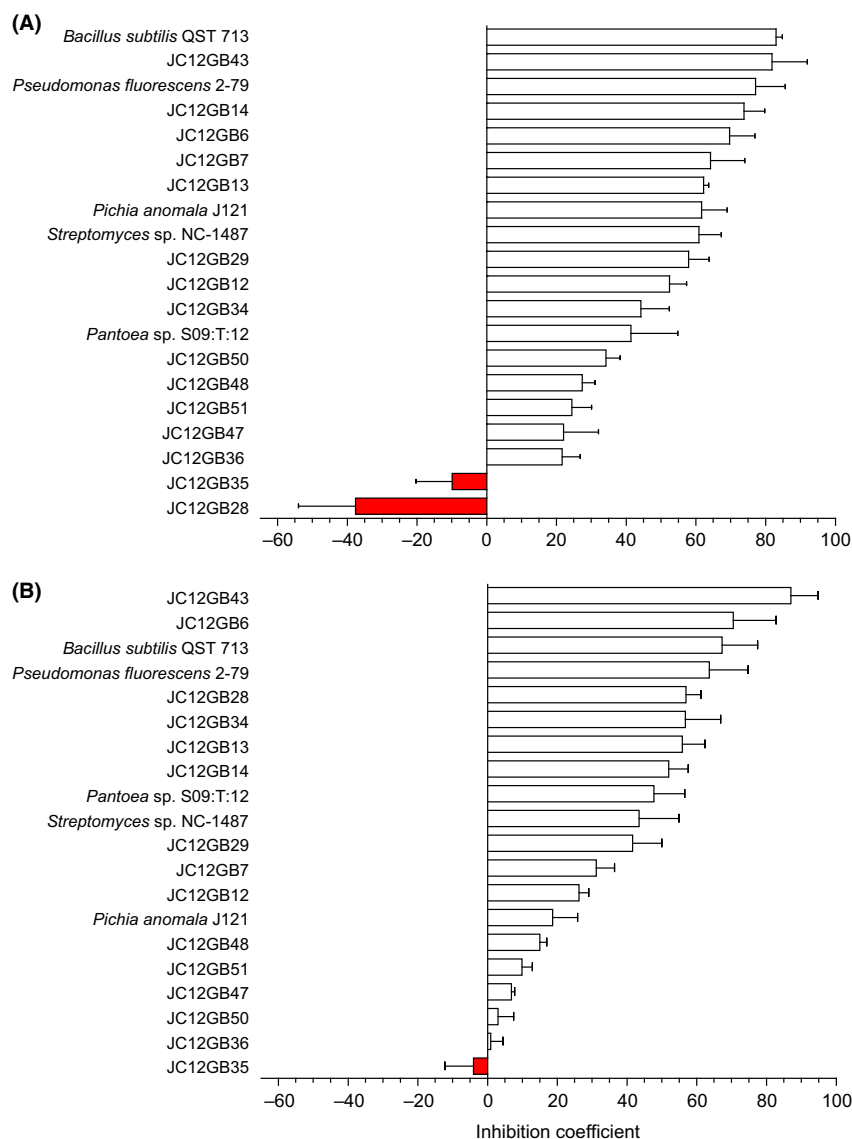 (A)
Bacillus subtilis QST 713
JC12GB43
Pseudomonas fluorescens 2-79
JC12GB14
JC12GB6
JC12GB7
JC12GB13
Pichia anomala J121
Streptomyces sp. NC-1487
JC12GB29
JC12GB12
JC12GB34
Pantoea sp. S09:T:12
JC12GB50
JC12GB48
JC12GB51
JC12GB47
JC12GB36
JC12GB35
JC12GB28
–60 –40 –20 0 20 40 60 80 100
(B)
JC12GB43
JC12GB6
Bacillus subtilis QST 713
Pseudomonas fluorescens 2-79
JC12GB28
JC12GB34
JC12GB13
JC12GB14
Pantoea sp. S09:T:12
Streptomyces sp. NC-1487
JC12GB29
JC12GB7
JC12GB12
Pichia anomala J121
JC12GB48
JC12GB51
JC12GB47
JC12GB50
JC12GB36
JC12GB35
–60 –40 –20 0 20 40 60 80 100
Inhibition coefficient